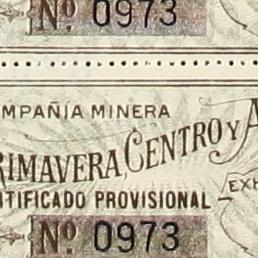 Nº 0973
MPAÑIA MINERA
RIMAVERA, CENTRO Y A
TIFICADO PROVISIONAL
EXH
Nº 0973